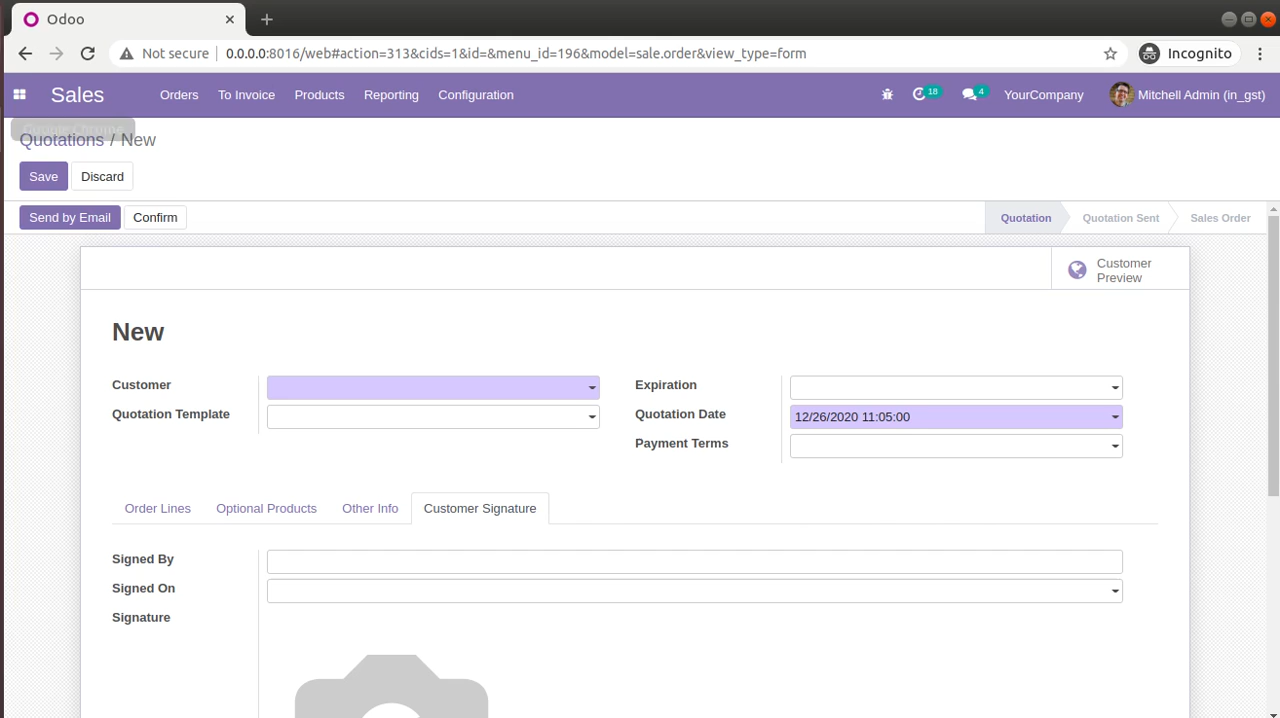 Odoo
Not secure 0.0.0.0:8016/web#action=313&cids=1&id=&menu_id=196&model=sale.order&view_type=form Incognito
Sales Orders To Invoice Products Reporting Configuration 18 4 YourCompany Mitchell Admin (in_gst)
Quotations / New
Save Discard
Send by Email Confirm Quotation Quotation Sent Sales Order
Customer
Preview
New
Customer Expiration
Quotation Template Quotation Date 12/26/2020 11:05:00
Payment Terms
Order Lines Optional Products Other Info Customer Signature
Signed By
Signed On
Signature